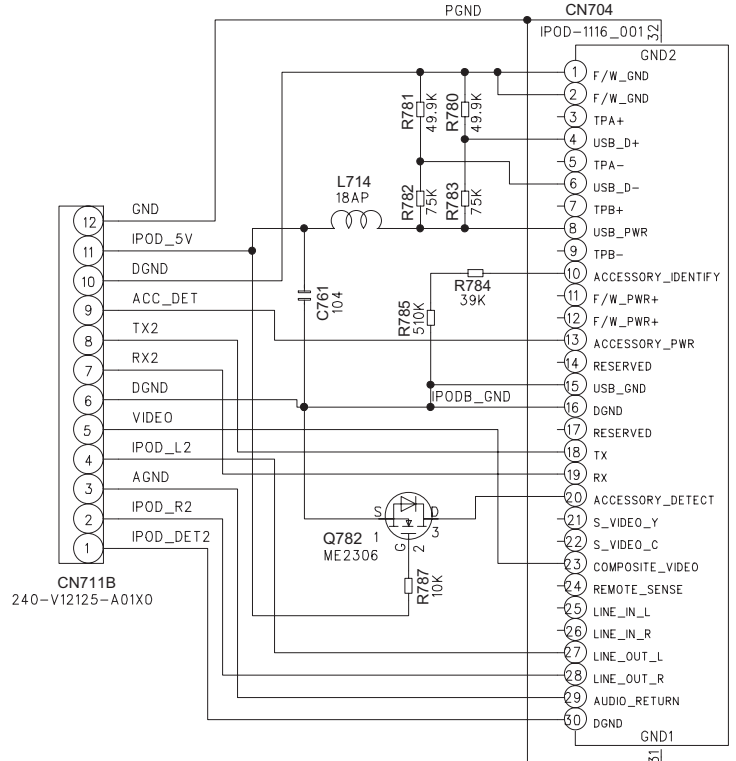 PGND
CN704
IPOD-1116_001
32
GND2
1 F/W_GND
2 F/W_GND
3 TPA+
4 USB_D+
5 TPA-
6 USB_D-
7 TPB+
8 USB_PWR
9 TPB-
10 ACCESSORY_IDENTIFY
11 F/W_PWR+
12 F/W_PWR+
13 ACCESSORY_PWR
14 RESERVED
15 USB_GND
16 DGND
17 RESERVED
18 TX
19 RX
20 ACCESSORY_DETECT
21 S_VIDEO_Y
22 S_VIDEO_C
23 COMPOSITE_VIDEO
24 REMOTE_SENSE
25 LINE_IN_L
26 LINE_IN_R
27 LINE_OUT_L
28 LINE_OUT_R
29 AUDIO_RETURN
30 DGND
GND1
31
R781
49.9K
R780
49.9K
R782
75K
R783
75K
L714
18AP
C761
104
R784
39K
R785
510K
IPODB_GND
S
D
G
1
2
3
Q782
ME2306
R787
10K
12 GND
11 IPOD_5V
10 DGND
9 ACC_DET
8 TX2
7 RX2
6 DGND
5 VIDEO
4 IPOD_L2
3 AGND
2 IPOD_R2
1 IPOD_DET2
CN711B
240-V12125-A01X0